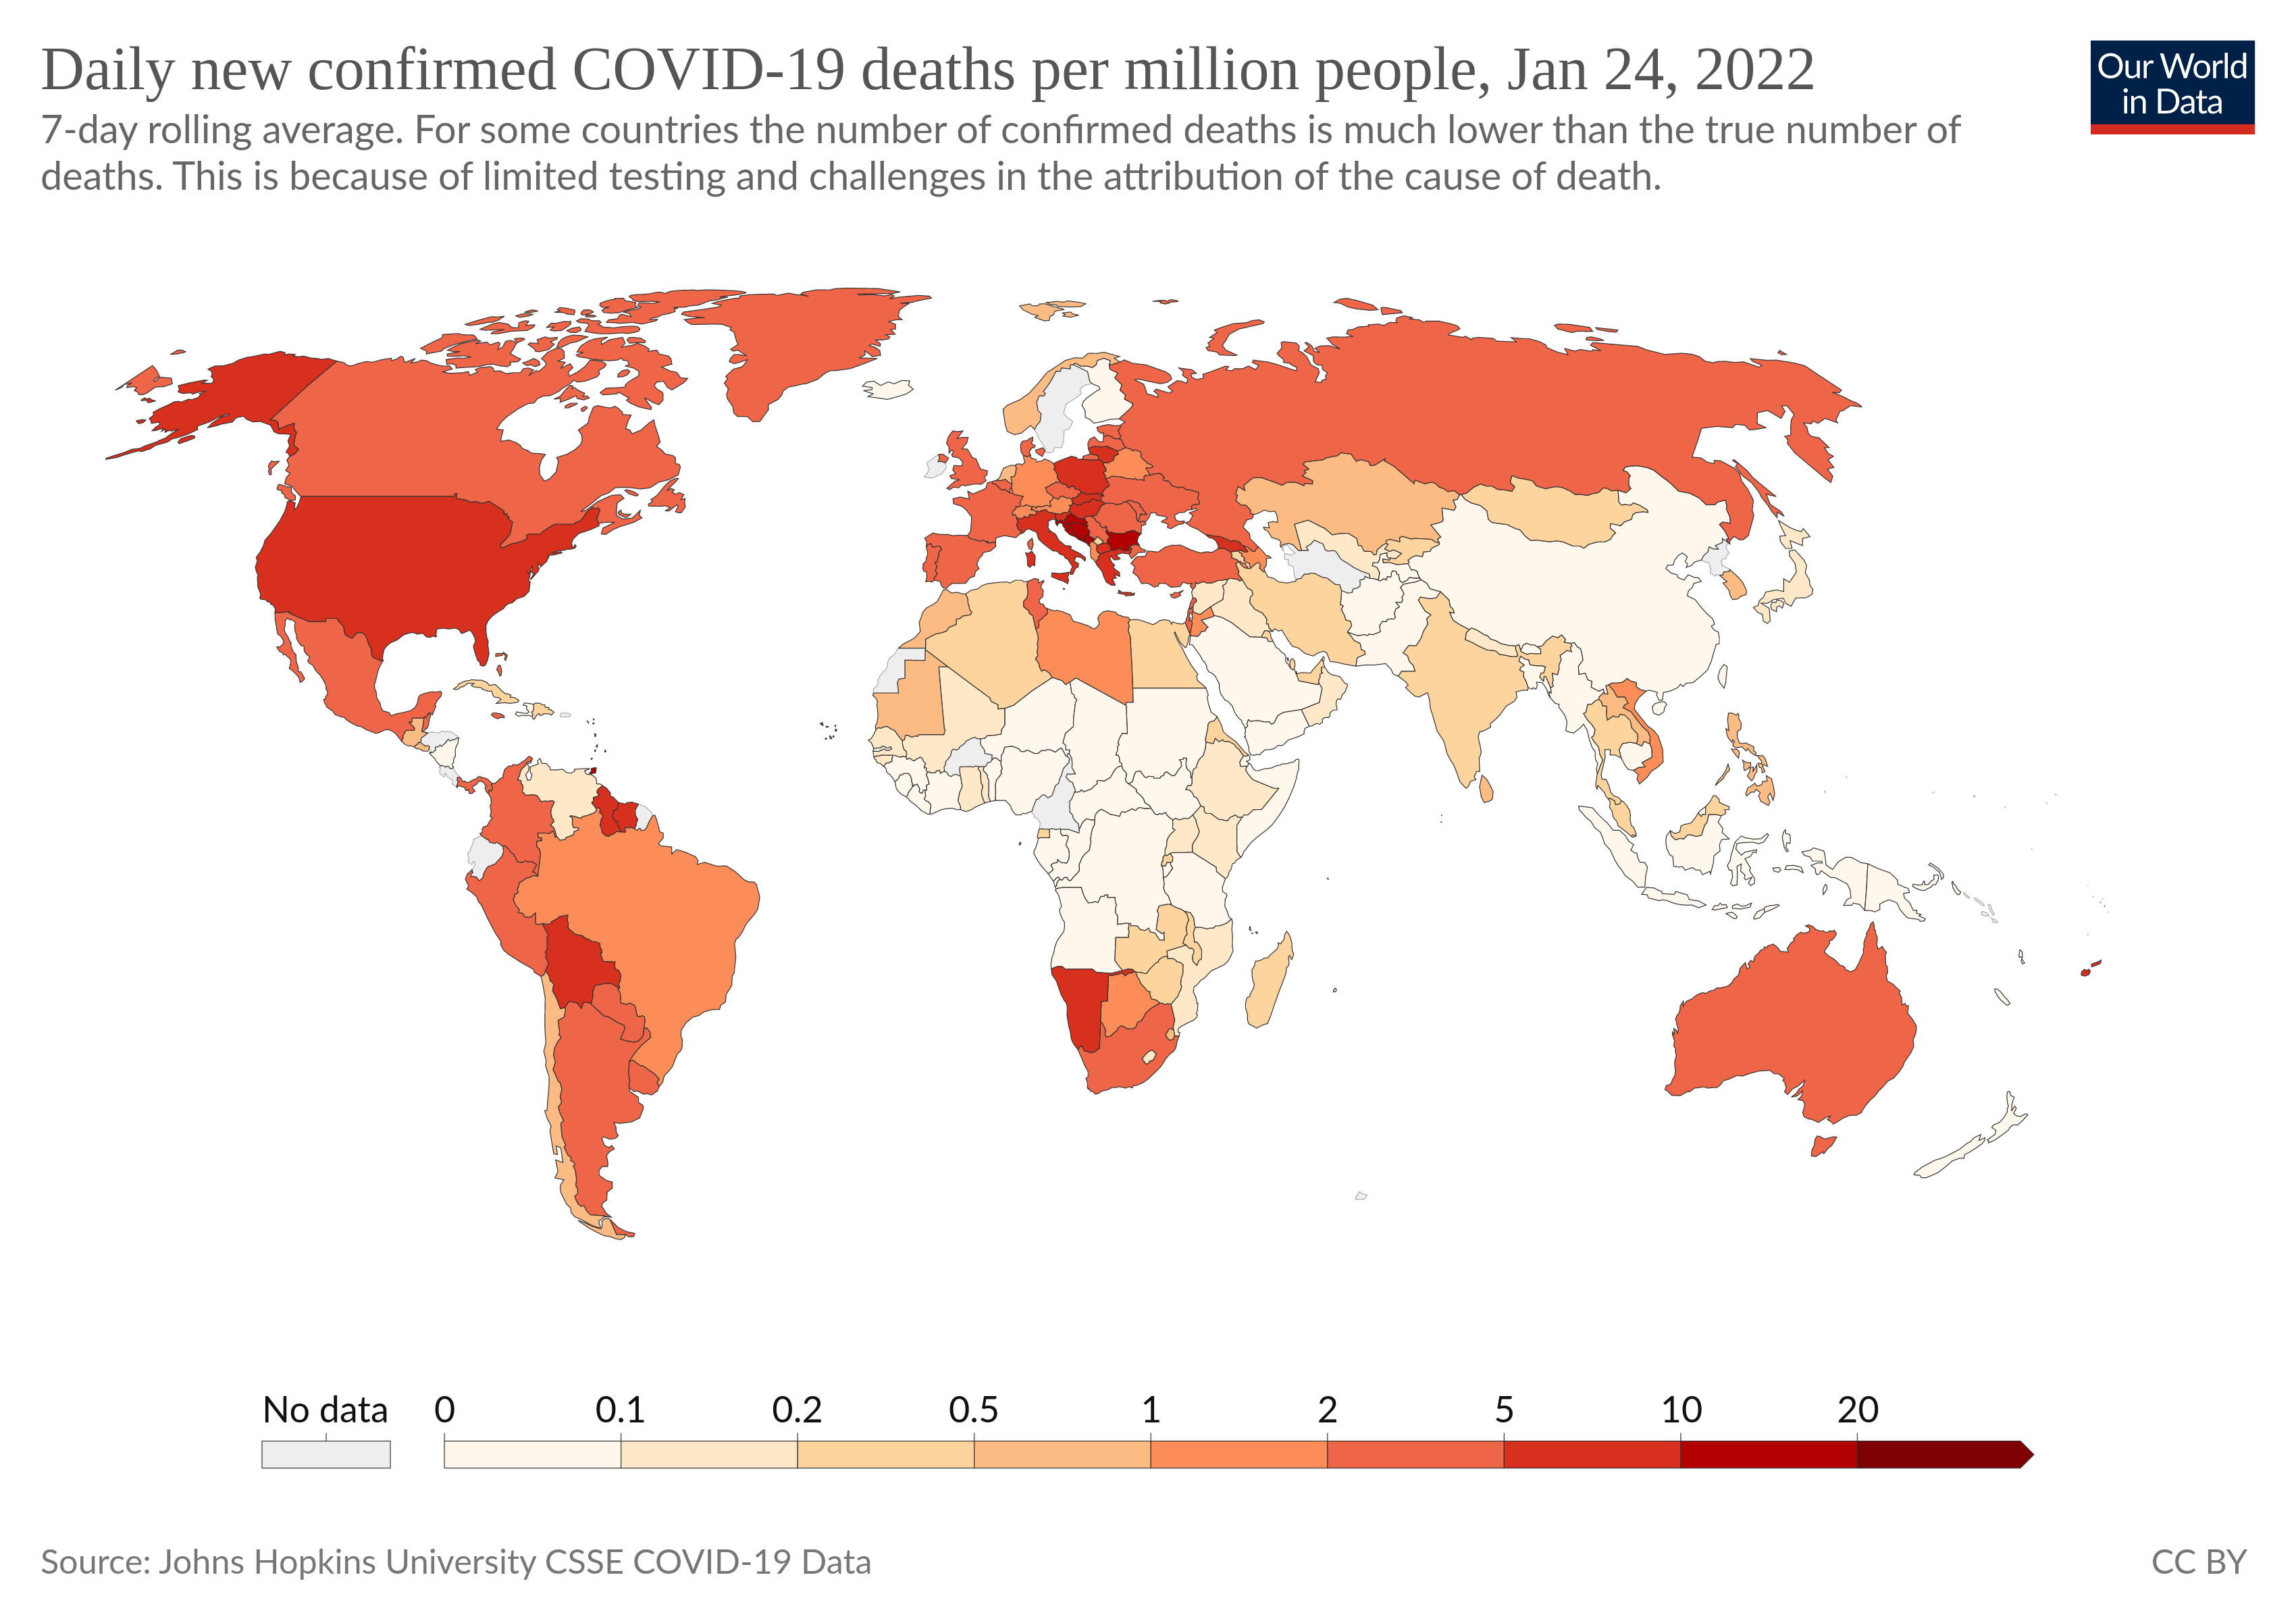 Daily new confirmed COVID-19 deaths per million people, Jan 24, 2022
Our World
in Data
7-day rolling average. For some countries the number of confirmed deaths is much lower than the true number of
deaths. This is because of limited testing and challenges in the attribution of the cause of death.
No data 0 0.1 0.2 0.5 1 2 5 10 20
Source: Johns Hopkins University CSSE COVID-19 Data
CC BY